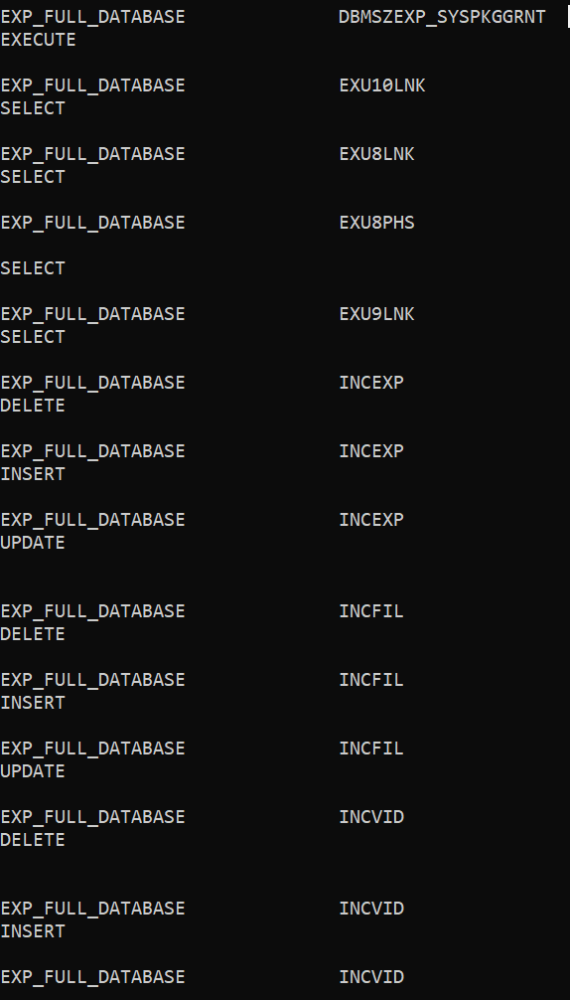 EXP_FULL_DATABASE DBMSZEXP_SYSPKGGRNT
EXECUTE
EXP_FULL_DATABASE EXU10LNK
SELECT
EXP_FULL_DATABASE EXU8LNK
SELECT
EXP_FULL_DATABASE EXU8PHS
SELECT
EXP_FULL_DATABASE EXU9LNK
SELECT
EXP_FULL_DATABASE INCEXP
DELETE
EXP_FULL_DATABASE INCEXP
INSERT
EXP_FULL_DATABASE INCEXP
UPDATE
EXP_FULL_DATABASE INCFIL
DELETE
EXP_FULL_DATABASE INCFIL
INSERT
EXP_FULL_DATABASE INCFIL
UPDATE
EXP_FULL_DATABASE INCVID
DELETE
EXP_FULL_DATABASE INCVID
INSERT
EXP_FULL_DATABASE INCVID